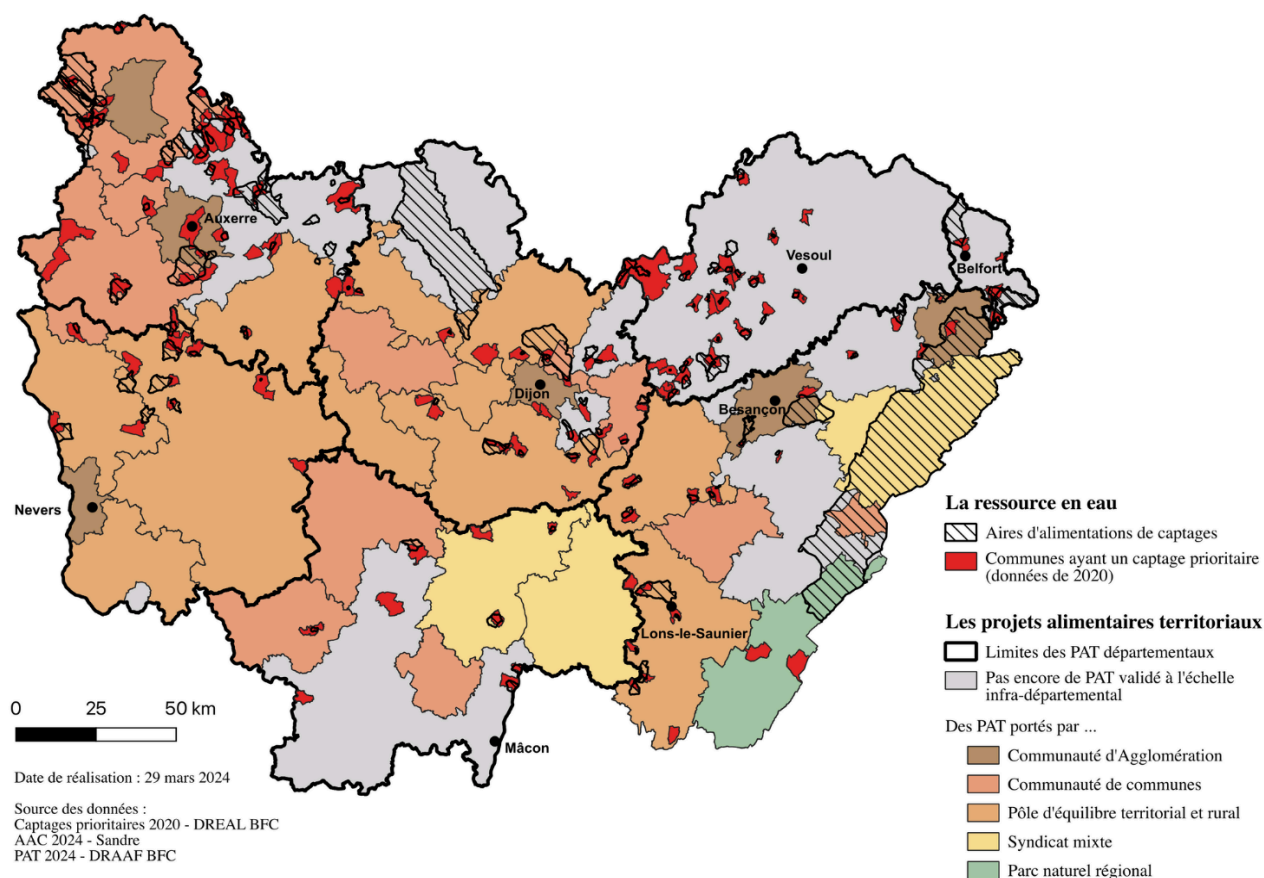 Auxerre
Vesoul
Belfort
Dijon
Besançon
Nevers
Lons-le-Saunier
Mâcon
0 25 50 km
Date de réalisation : 29 mars 2024
Source des données :
Captages prioritaires 2020 - DREAL BFC
AAC 2024 - Sandre
PAT 2024 - DRAAF BFC
La ressource en eau
Aires d'alimentations de captages
Communes ayant un captage prioritaire
(données de 2020)
Les projets alimentaires territoriaux
Limites des PAT départementaux
Pas encore de PAT validé à l'échelle
infra-départemental
Des PAT portés par ...
Communauté d'Agglomération
Communauté de communes
Pôle d'équilibre territorial et rural
Syndicat mixte
Parc naturel régional